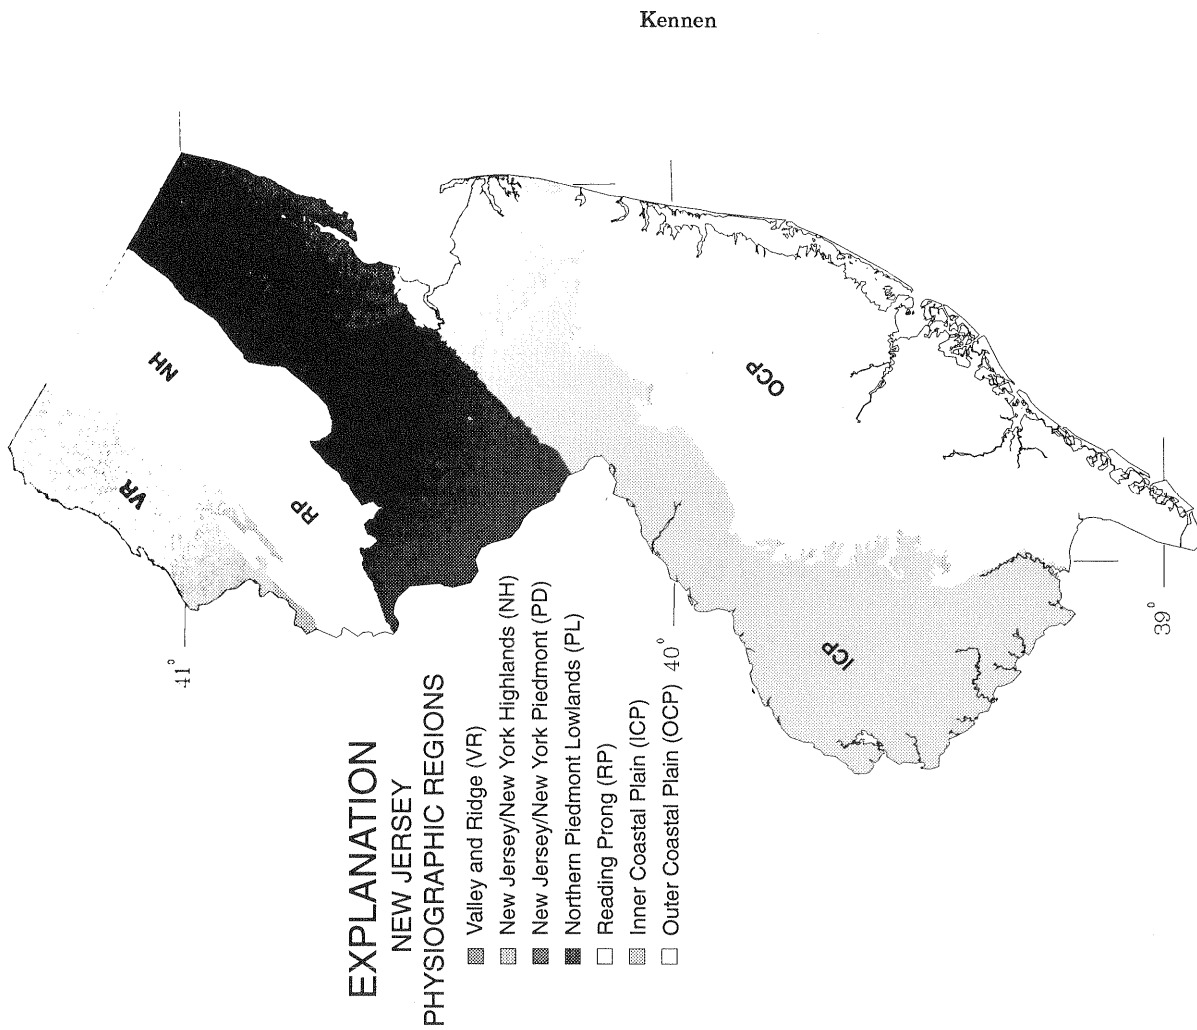 Kennen
NH
VR
RP
OCP
ICP
41°
40°
39°
EXPLANATION
NEW JERSEY
PHYSIOGRAPHIC REGIONS
Valley and Ridge (VR)
New Jersey/New York Highlands (NH)
New Jersey/New York Piedmont (PD)
Northern Piedmont Lowlands (PL)
Reading Prong (RP)
Inner Coastal Plain (ICP)
Outer Coastal Plain (OCP)